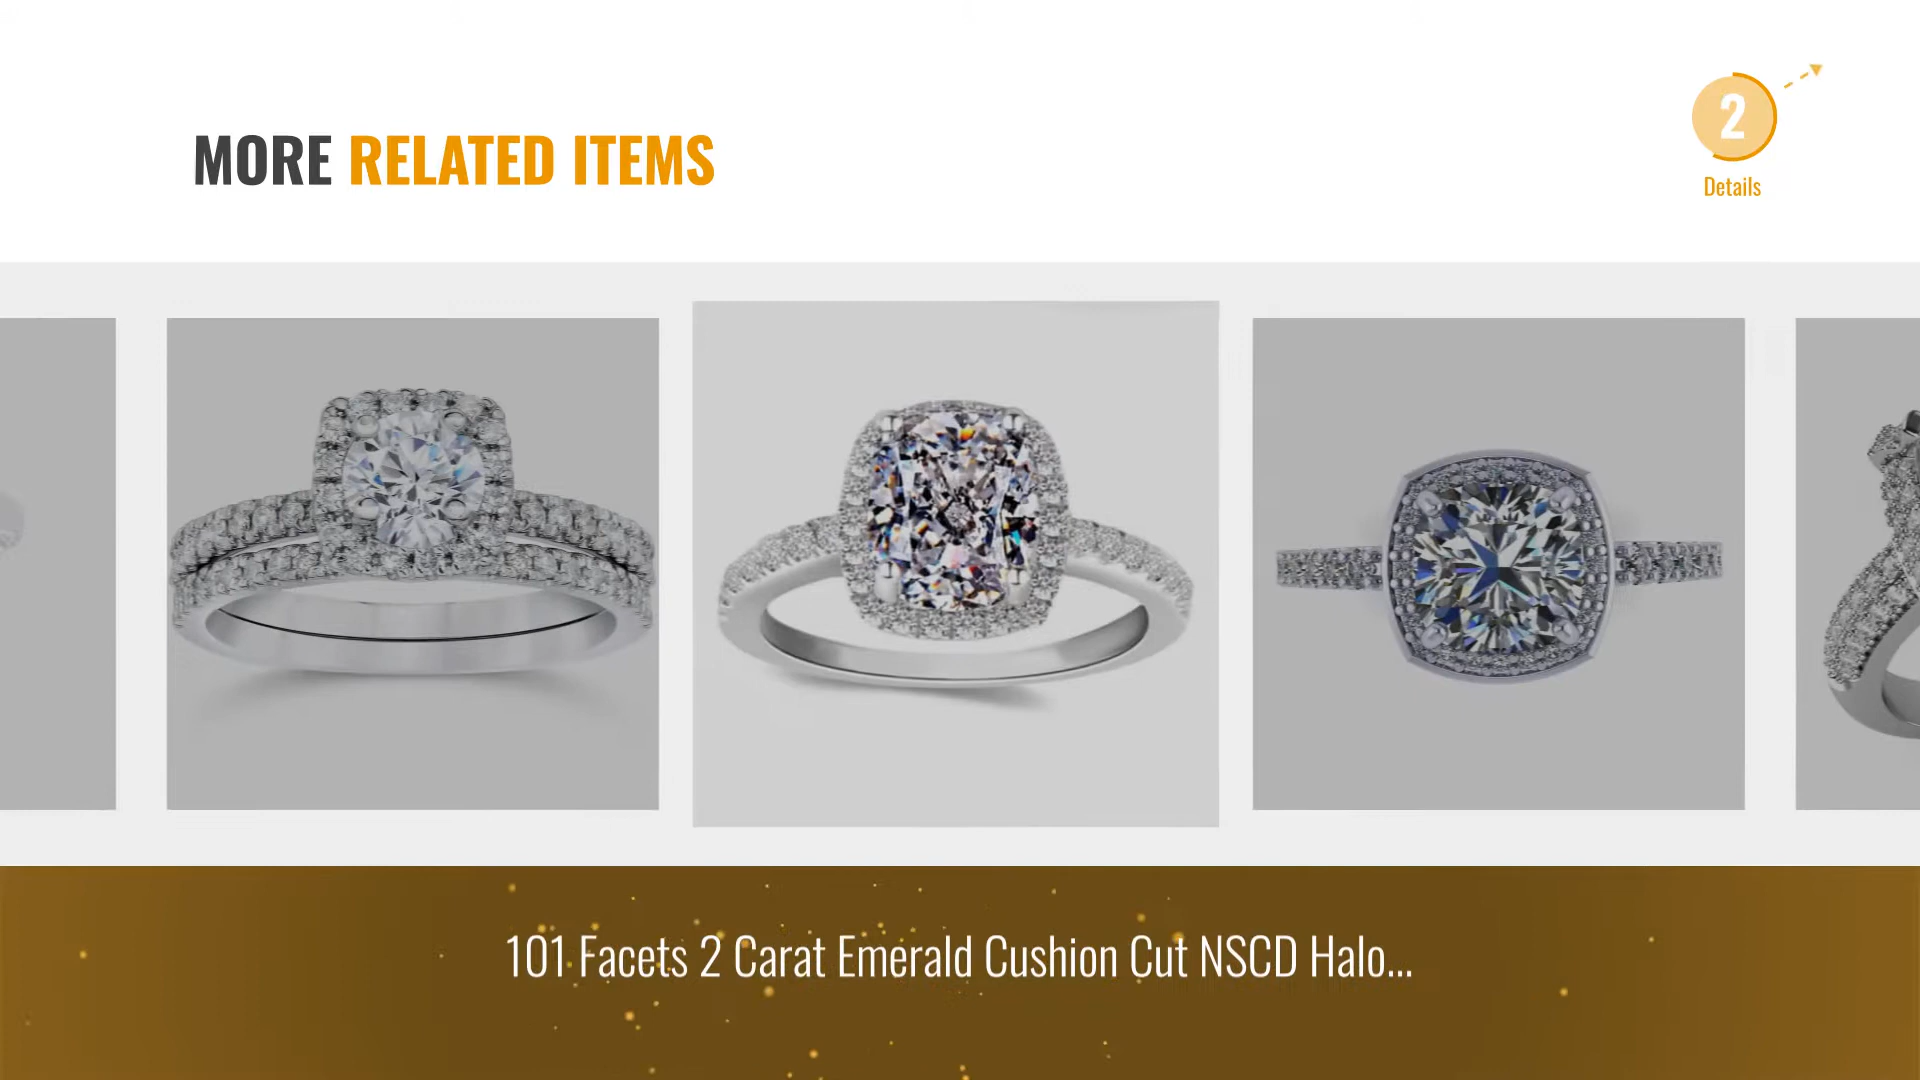 MORE RELATED ITEMS
2
Details
101 Facets 2 Carat Emerald Cushion Cut NSCD Halo...